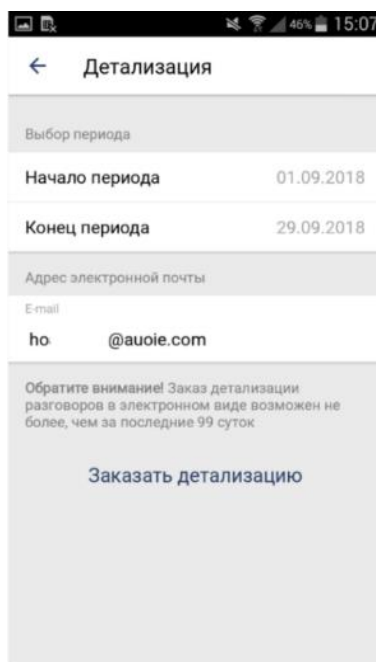 46% 15:07
Детализация
Выбор периода
Начало периода 01.09.2018
Конец периода 29.09.2018
Адрес электронной почты
E-mail
ho @auoie.com
Обратите внимание! Заказ детализации
разговоров в электронном виде возможен не
более, чем за последние 99 суток
Заказать детализацию